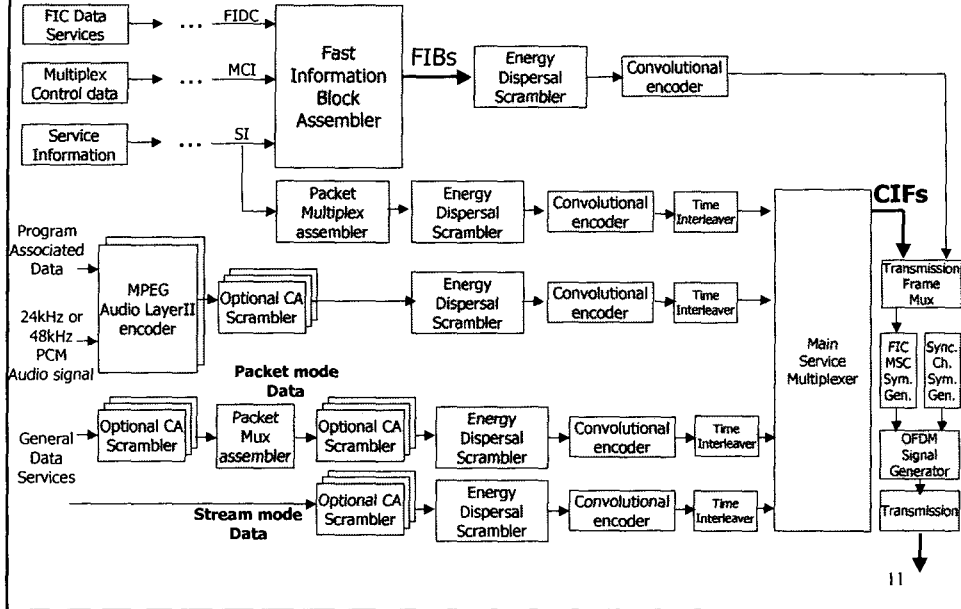 FIC Data
Services
...
FIDC
Multiplex
Control data
...
MCI
Service
Information
...
SI
Fast
Information
Block
Assembler
FIBs
Energy
Dispersal
Scrambler
Convolutional
encoder
Packet
Multiplex
assembler
Energy
Dispersal
Scrambler
Convolutional
encoder
Time
Interleaver
Program
Associated
Data
24kHz or
48kHz
PCM
Audio signal
MPEG
Audio LayerII
encoder
Optional CA
Scrambler
Energy
Dispersal
Scrambler
Convolutional
encoder
Time
Interleaver
Packet mode
Data
General
Data
Services
Optional CA
Scrambler
Packet
Mux
assembler
Optional CA
Scrambler
Energy
Dispersal
Scrambler
Convolutional
encoder
Time
Interleaver
Stream mode
Data
Optional CA
Scrambler
Energy
Dispersal
Scrambler
Convolutional
encoder
Time
Interleaver
Main
Service
Multiplexer
CIFs
Transmission
Frame
Mux
FIC
MSC
Sym.
Gen.
Sync.
Ch.
Sym.
Gen.
OFDM
Signal
Generator
Transmission
11